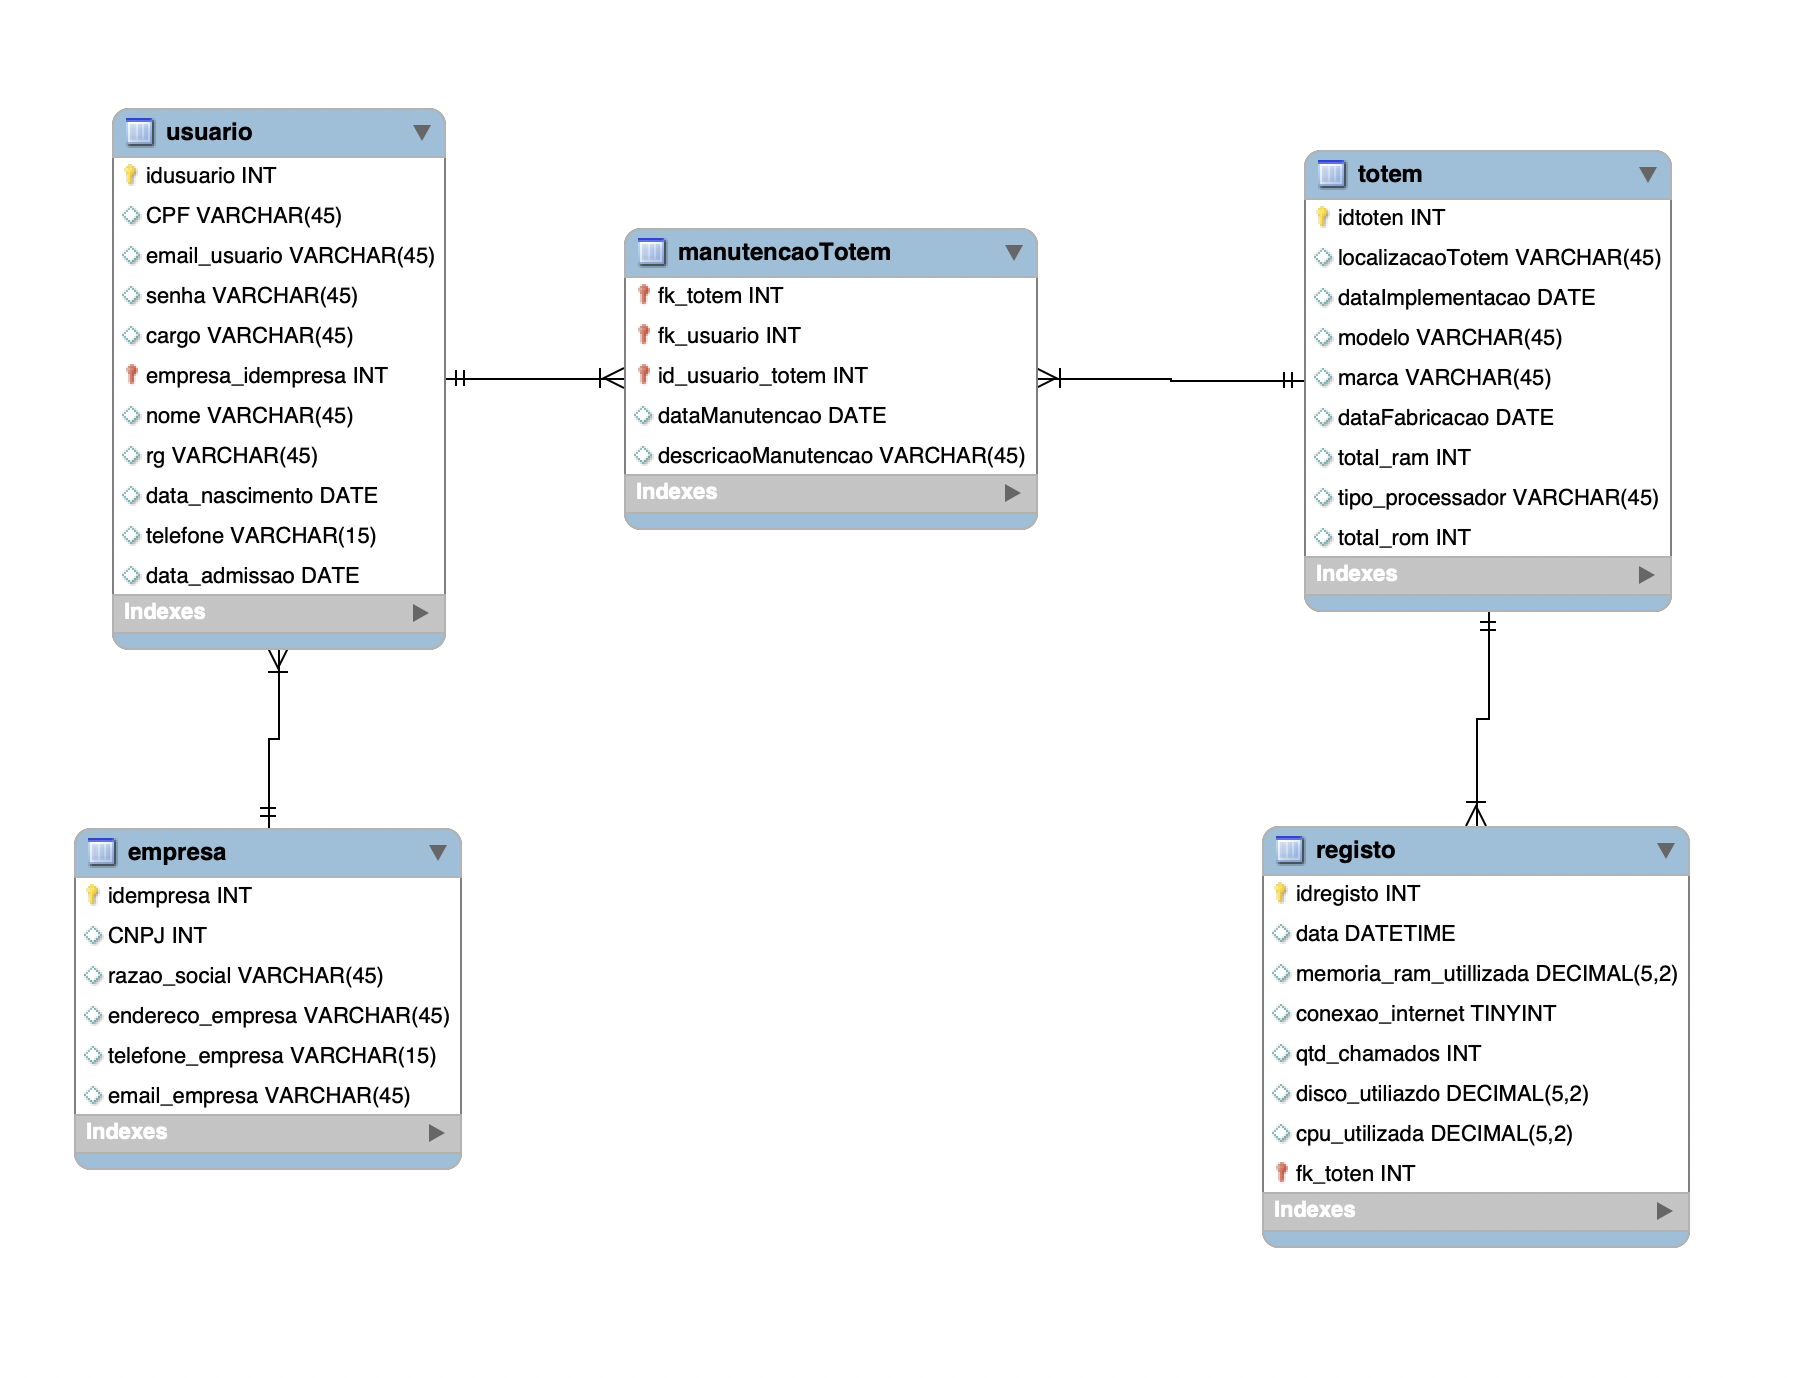 usuario
idusuario INT
CPF VARCHAR(45)
email_usuario VARCHAR(45)
senha VARCHAR(45)
cargo VARCHAR(45)
empresa_idempresa INT
nome VARCHAR(45)
rg VARCHAR(45)
data_nascimento DATE
telefone VARCHAR(15)
data_admissao DATE
Indexes
manutencaoTotem
fk_totem INT
fk_usuario INT
id_usuario_totem INT
dataManutencao DATE
descricaoManutencao VARCHAR(45)
Indexes
totem
idtoten INT
localizacaoTotem VARCHAR(45)
dataImplementacao DATE
modelo VARCHAR(45)
marca VARCHAR(45)
dataFabricacao DATE
total_ram INT
tipo_processador VARCHAR(45)
total_rom INT
Indexes
empresa
idempresa INT
CNPJ INT
razao_social VARCHAR(45)
endereco_empresa VARCHAR(45)
telefone_empresa VARCHAR(15)
email_empresa VARCHAR(45)
Indexes
registo
idregisto INT
data DATETIME
memoria_ram_utillizada DECIMAL(5,2)
conexao_internet TINYINT
qtd_chamados INT
disco_utiliazdo DECIMAL(5,2)
cpu_utilizada DECIMAL(5,2)
fk_toten INT
Indexes